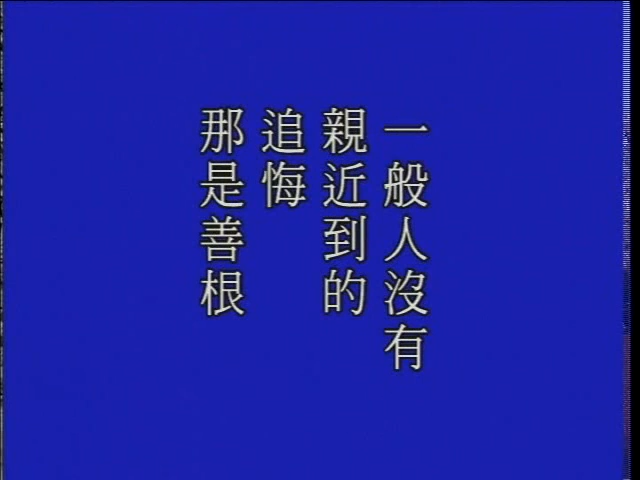 一般人沒有
親近到的
追悔
那是善根